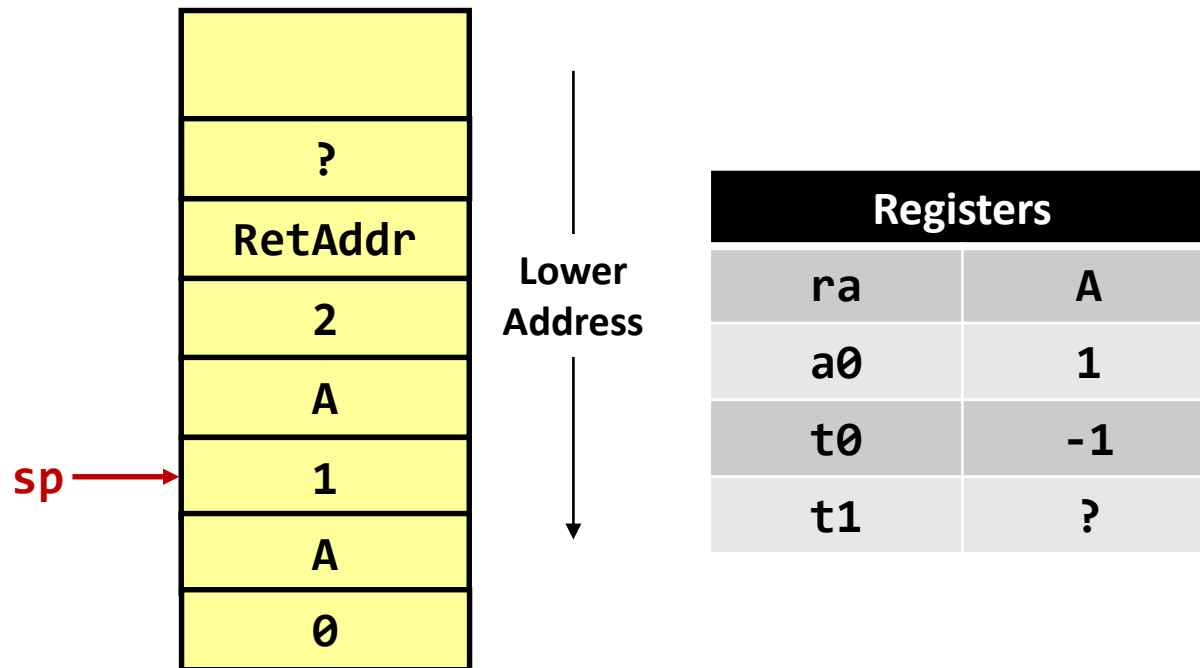 ?
RetAddr
2
A
sp
1
A
0
Lower
Address
Registers
ra A
a0 1
t0 -1
t1 ?